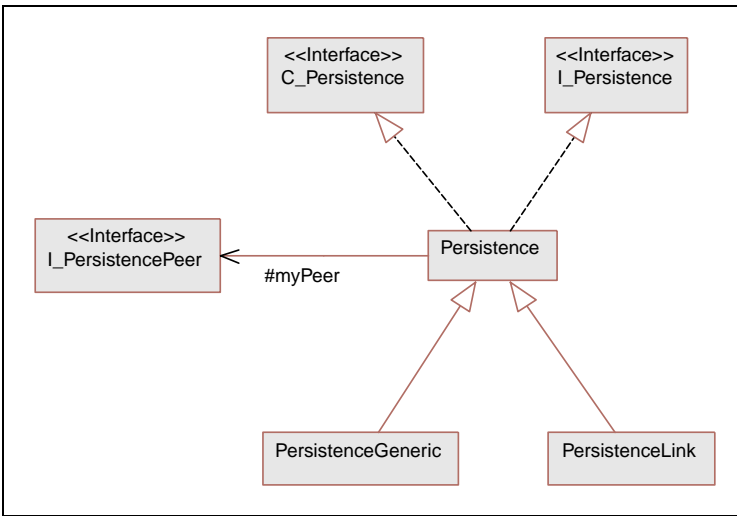 <<Interface>>
C_Persistence
<<Interface>>
I_Persistence
<<Interface>>
I_PersistencePeer
Persistence
#myPeer
PersistenceGeneric
PersistenceLink